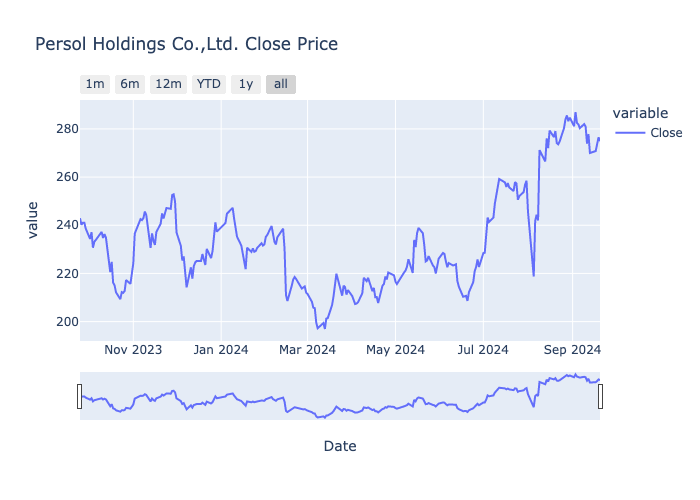 Persol Holdings Co.,Ltd. Close Price
1m 6m 12m YTD 1y all
variable
Close
value
280
260
240
220
200
Nov 2023 Jan 2024 Mar 2024 May 2024 Jul 2024 Sep 2024
Date